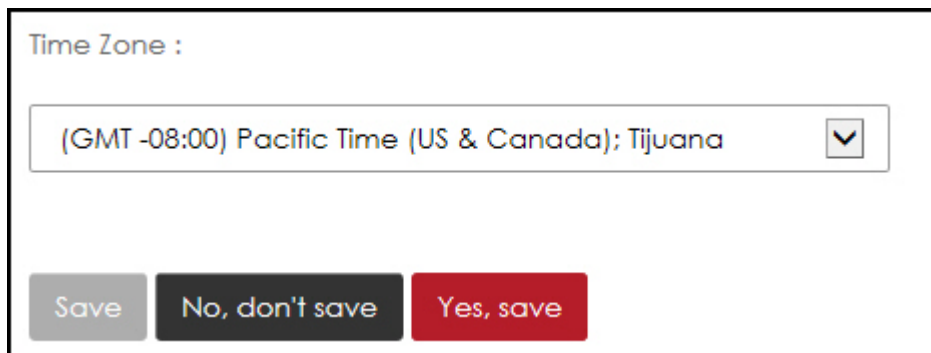 Time Zone :
(GMT -08:00) Pacific Time (US & Canada); Tijuana
Save No, don't save Yes, save